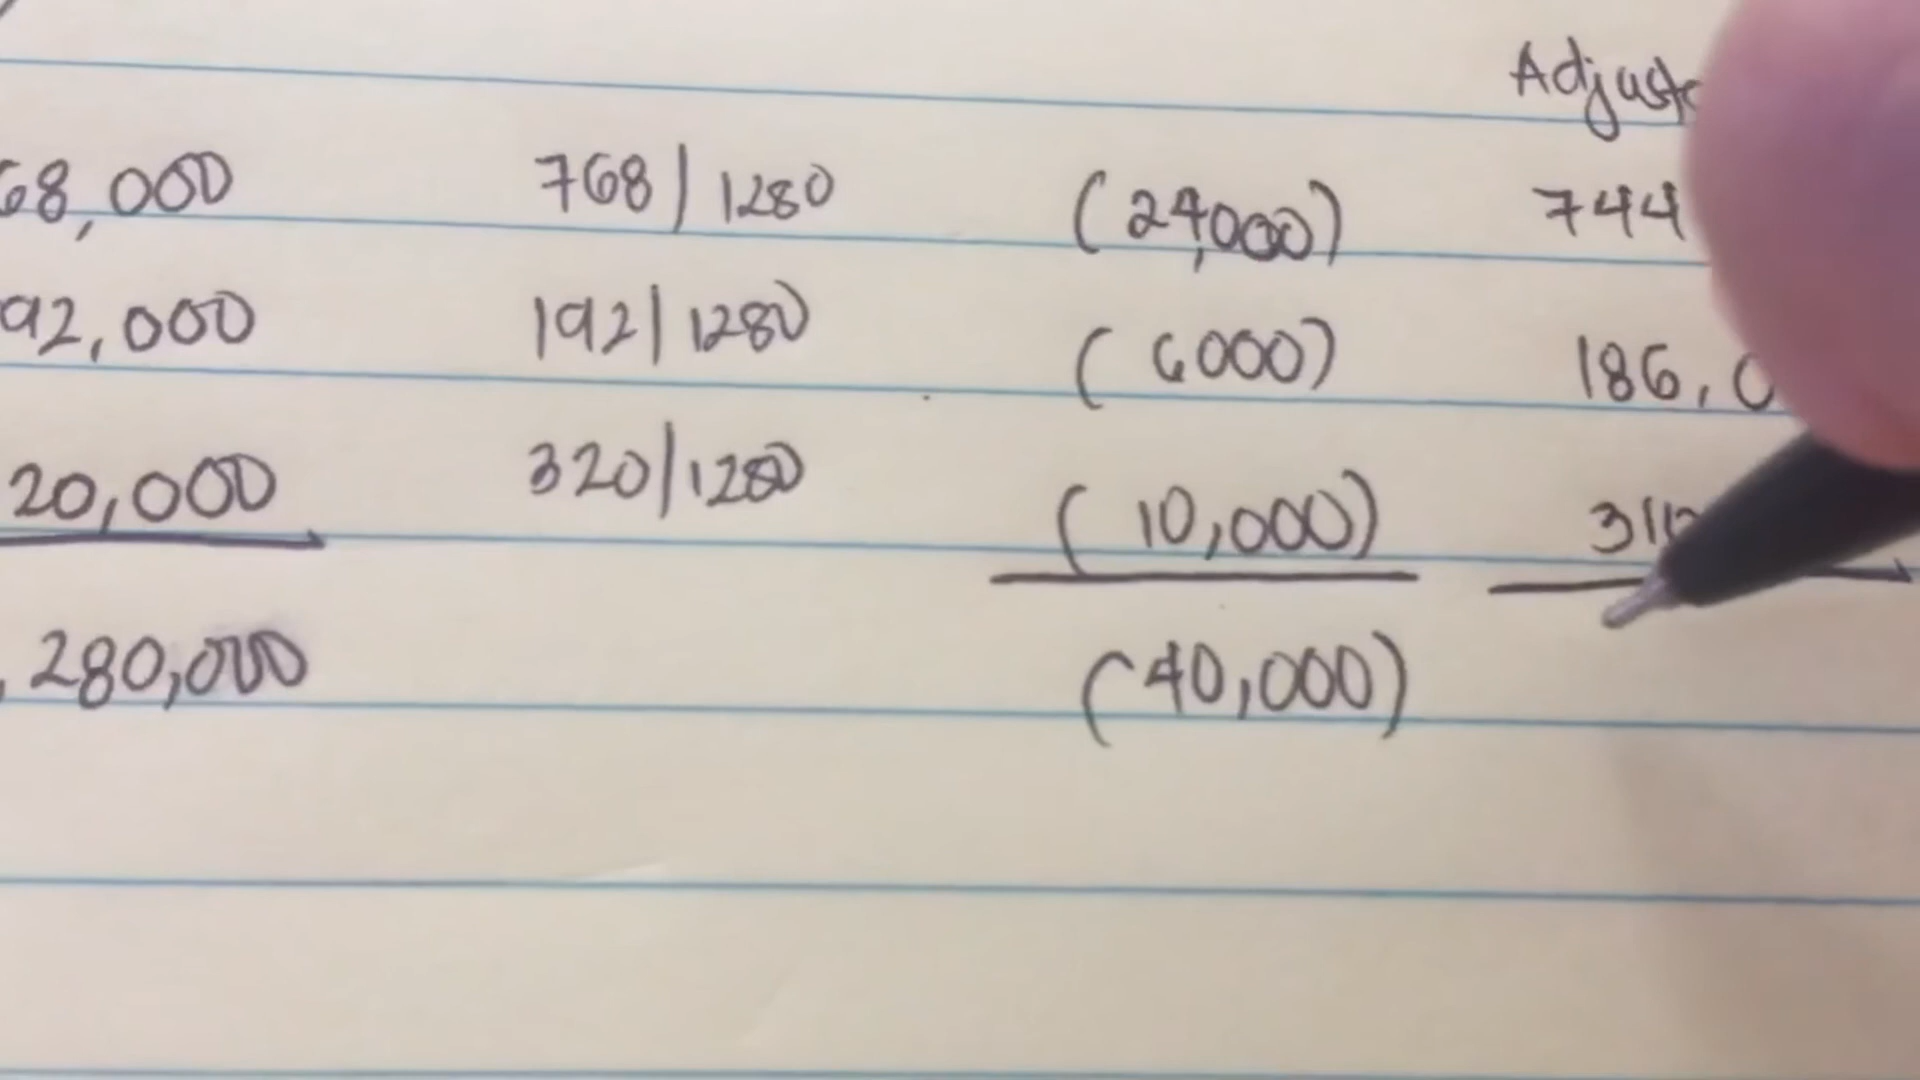 Adjuste
68,000 768/1280 (24,000) 744
92,000 192/1280 (6000) 186,0
20,000 320/1280 (10,000) 31
,280,000 (40,000)